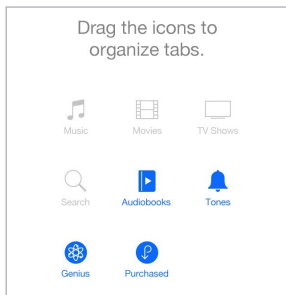 Drag the icons to
organize tabs.
Music Movies TV Shows
Search Audiobooks Tones
Genius Purchased